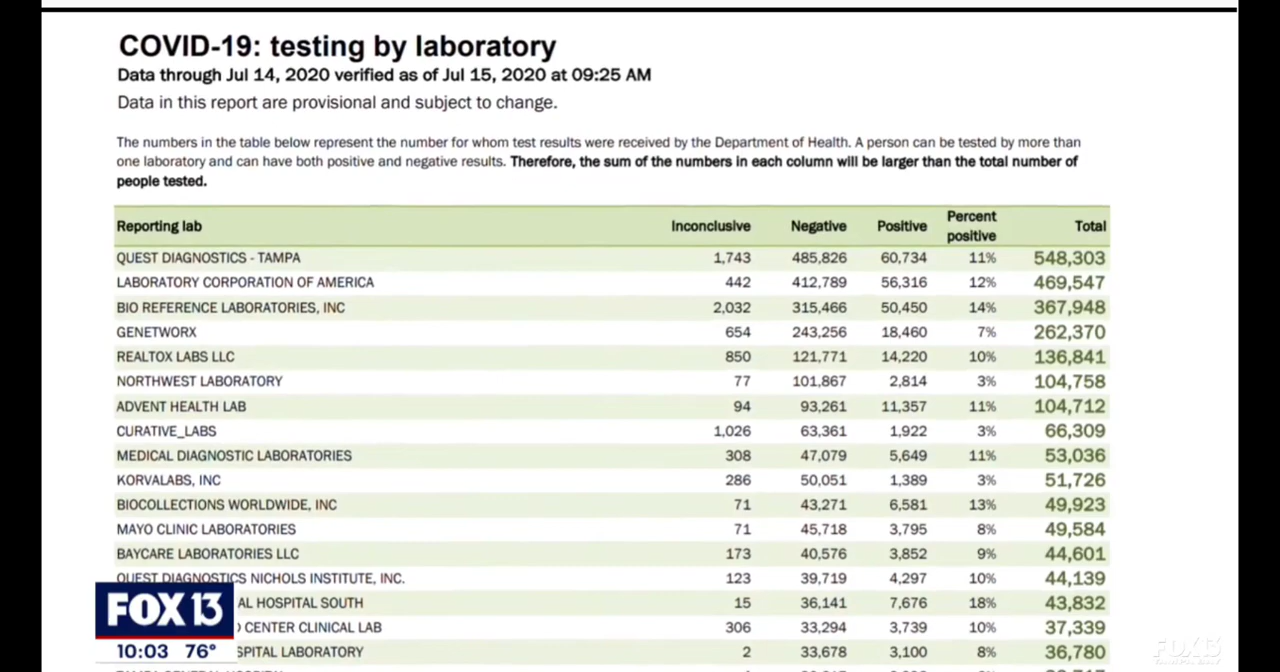 COVID-19: testing by laboratory
Data through Jul 14, 2020 verified as of Jul 15, 2020 at 09:25 AM
Data in this report are provisional and subject to change.
The numbers in the table below represent the number for whom test results were received by the Department of Health. A person can be tested by more than
one laboratory and can have both positive and negative results. Therefore, the sum of the numbers in each column will be larger than the total number of
people tested.
Reporting lab Inconclusive Negative Positive Percent positive Total
QUEST DIAGNOSTICS - TAMPA 1,743 485,826 60,734 11% 548,303
LABORATORY CORPORATION OF AMERICA 442 412,789 56,316 12% 469,547
BIO REFERENCE LABORATORIES, INC 2,032 315,466 50,450 14% 367,948
GENETWORX 654 243,256 18,460 7% 262,370
REALTOX LABS LLC 850 121,771 14,220 10% 136,841
NORTHWEST LABORATORY 77 101,867 2,814 3% 104,758
ADVENT HEALTH LAB 94 93,261 11,357 11% 104,712
CURATIVE_LABS 1,026 63,361 1,922 3% 66,309
MEDICAL DIAGNOSTIC LABORATORIES 308 47,079 5,649 11% 53,036
KORVALABS, INC 286 50,051 1,389 3% 51,726
BIOCOLLECTIONS WORLDWIDE, INC 71 43,271 6,581 13% 49,923
MAYO CLINIC LABORATORIES 71 45,718 3,795 8% 49,584
BAYCARE LABORATORIES LLC 173 40,576 3,852 9% 44,601
QUEST DIAGNOSTICS NICHOLS INSTITUTE, INC. 123 39,719 4,297 10% 44,139
AL HOSPITAL SOUTH 15 36,141 7,676 18% 43,832
CENTER CLINICAL LAB 306 33,294 3,739 10% 37,339
SPITAL LABORATORY 2 33,678 3,100 8% 36,780
FOX 13
10:03 76°
FOX13